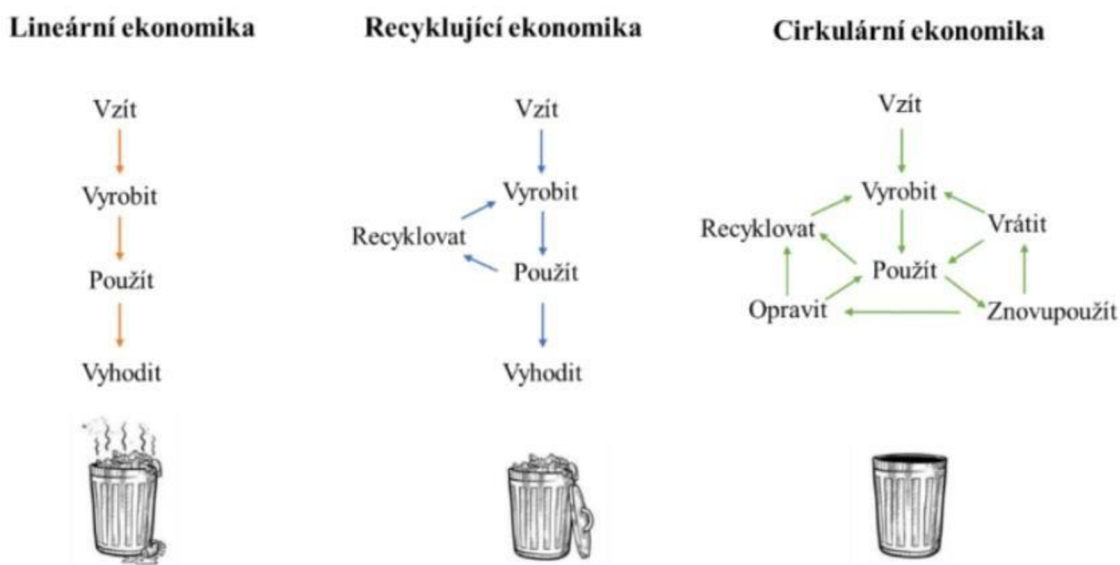 Lineární ekonomika
Vzít
Vyrobit
Použít
Vyhodit
Recyklující ekonomika
Vzít
Vyrobit
Recyklovat
Použít
Vyhodit
Cirkulární ekonomika
Vzít
Vyrobit
Recyklovat
Vrátit
Použít
Opravit
Znovupoužít